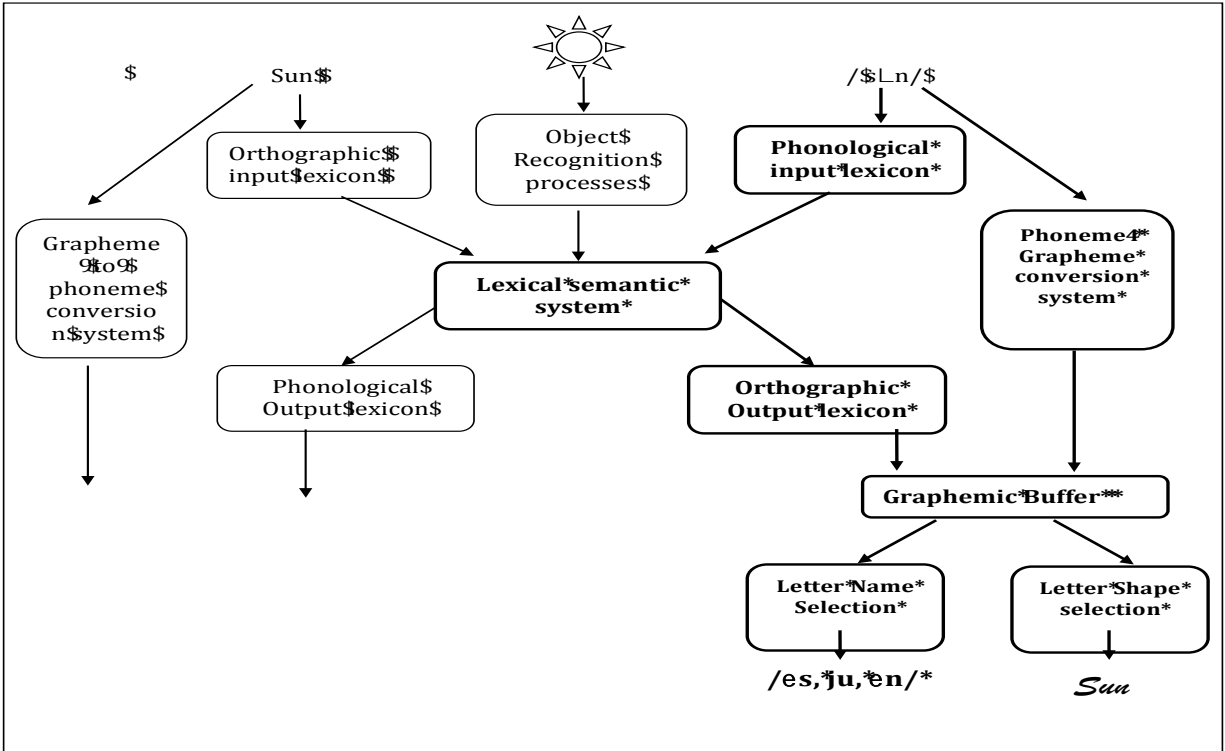 $
Sun$$
/$s∟n/$
Orthographic$$
input$lexicon$$
Object$
Recognition$
processes$
Phonological*
input*lexicon*
Grapheme
9$to9$
phoneme$
conversio
n$system$
Lexical*semantic*
system*
Phoneme4**
Grapheme*
conversion*
system*
Phonological$
Output$lexicon$
Orthographic*
Output*lexicon*
Graphemic*Buffer***
Letter*Name*
Selection*
Letter*Shape*
selection*
/es,*ju,*en/*
Sun